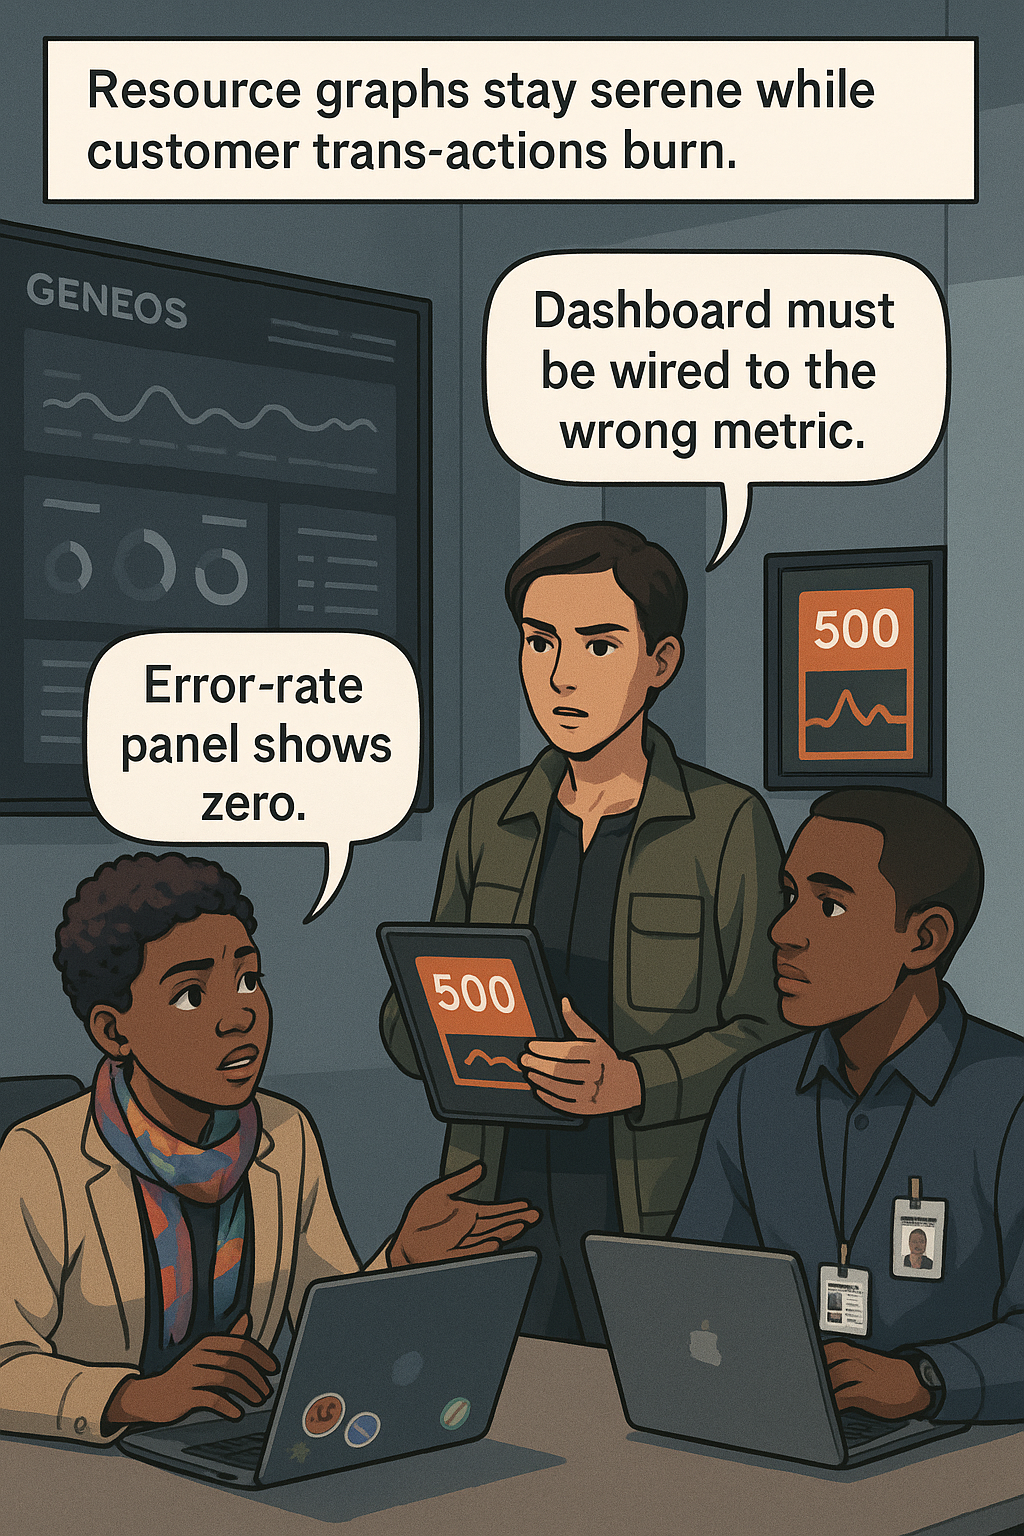 Resource graphs stay serene while
customer trans-actions burn.
GENEOS
Dashboard must
be wired to the
wrong metric.
500
Error-rate
panel shows
zero.
500